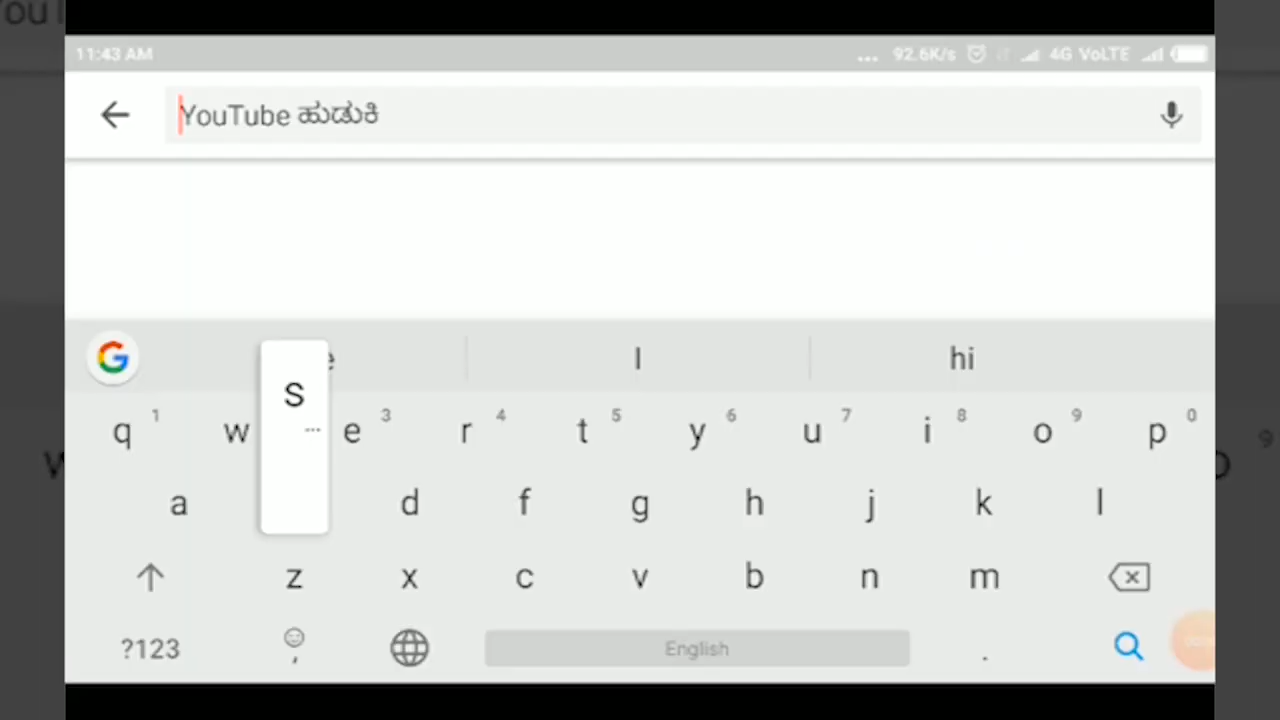 11:43 AM ... 92.6K/s 4G VoLTE
YouTube ಹುಡುಕಿ
I hi
q 1 w e 3 r 4 t 5 y 6 u 7 i 8 o 9 p 0
S
a d f g h j k l
z x c v b n m
?123 , English .